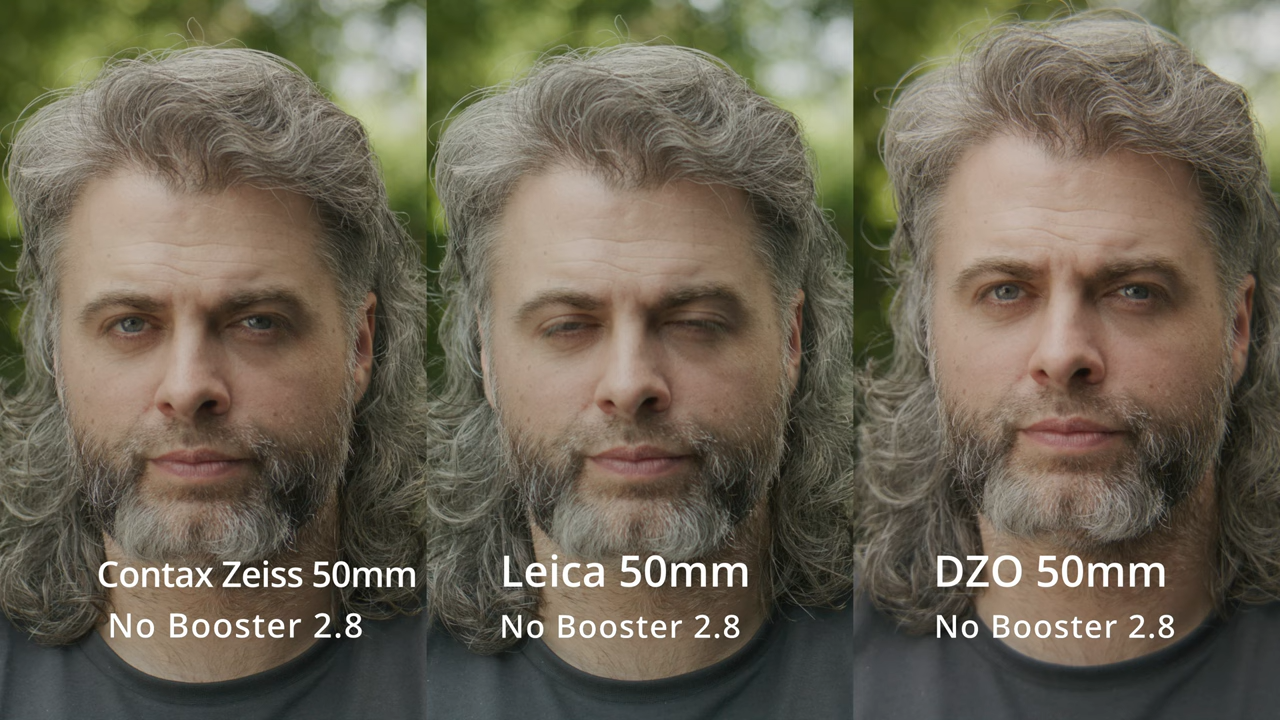 Contax Zeiss 50mm
No Booster 2.8
Leica 50mm
No Booster 2.8
DZO 50mm
No Booster 2.8